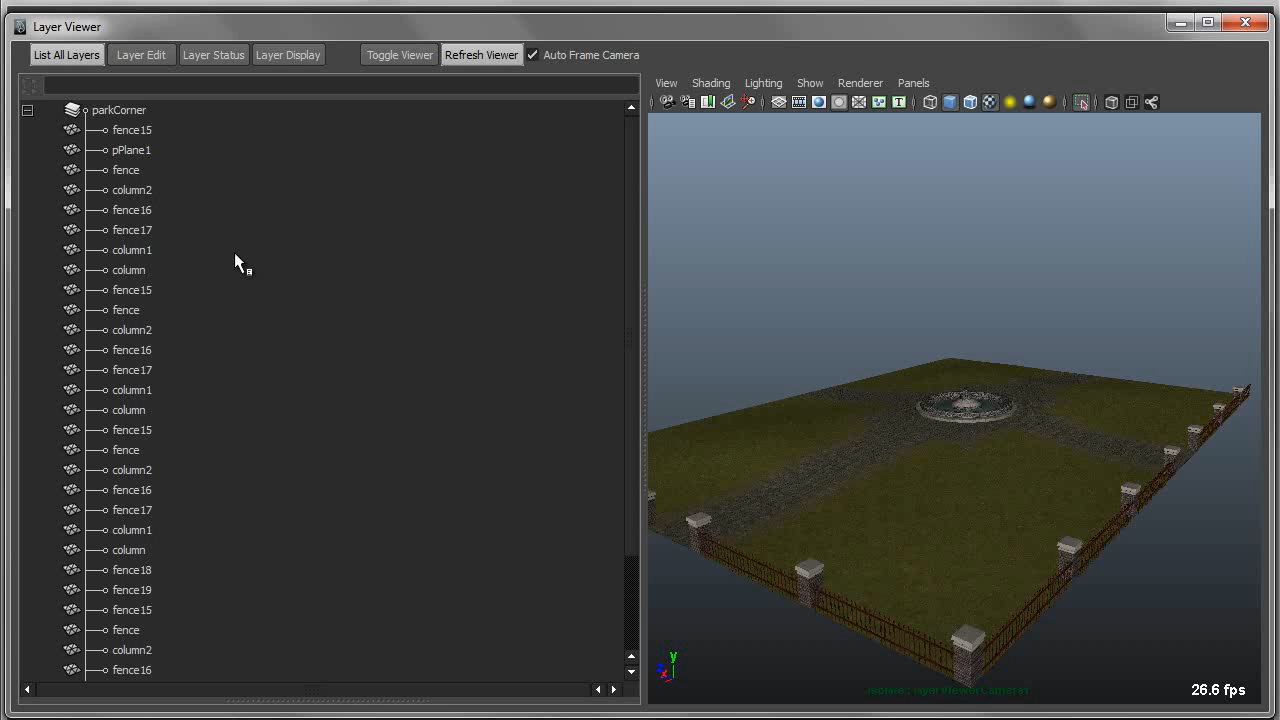 Layer Viewer
List All Layers Layer Edit Layer Status Layer Display Toggle Viewer Refresh Viewer Auto Frame Camera
View Shading Lighting Show Renderer Panels
T
parkCorner
fence15
pPlane1
fence
column2
fence16
fence17
column1
column
fence15
fence
column2
fence16
fence17
column1
column
fence15
fence
column2
fence16
fence17
column1
column
fence18
fence19
fence15
fence
column2
fence16
y
x
26.6 fps